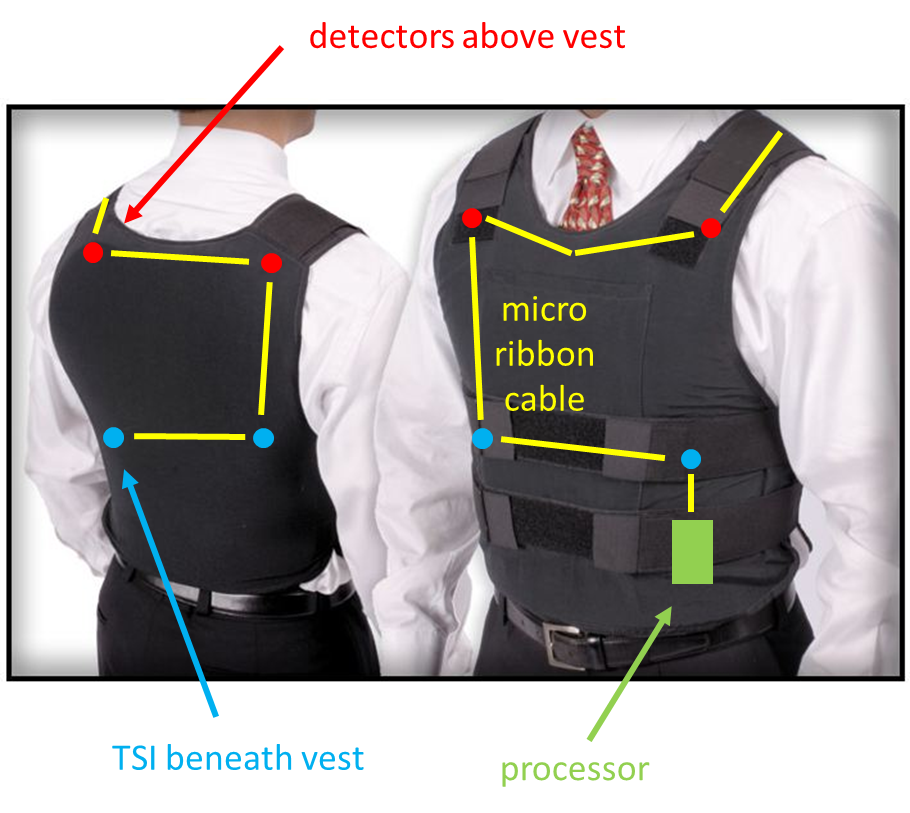 detectors above vest
micro
ribbon
cable
TSI beneath vest
processor